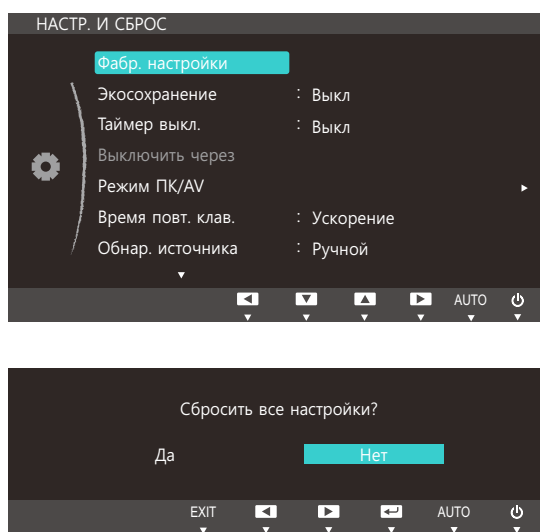 НАСТР. И СБРОС
Фабр. настройки
Экосохранение : Выкл
Таймер выкл. : Выкл
Выключить через
Режим ПК/AV
Время повт. клав. : Ускорение
Обнар. источника : Ручной
AUTO
Сбросить все настройки?
Да Нет
EXIT AUTO